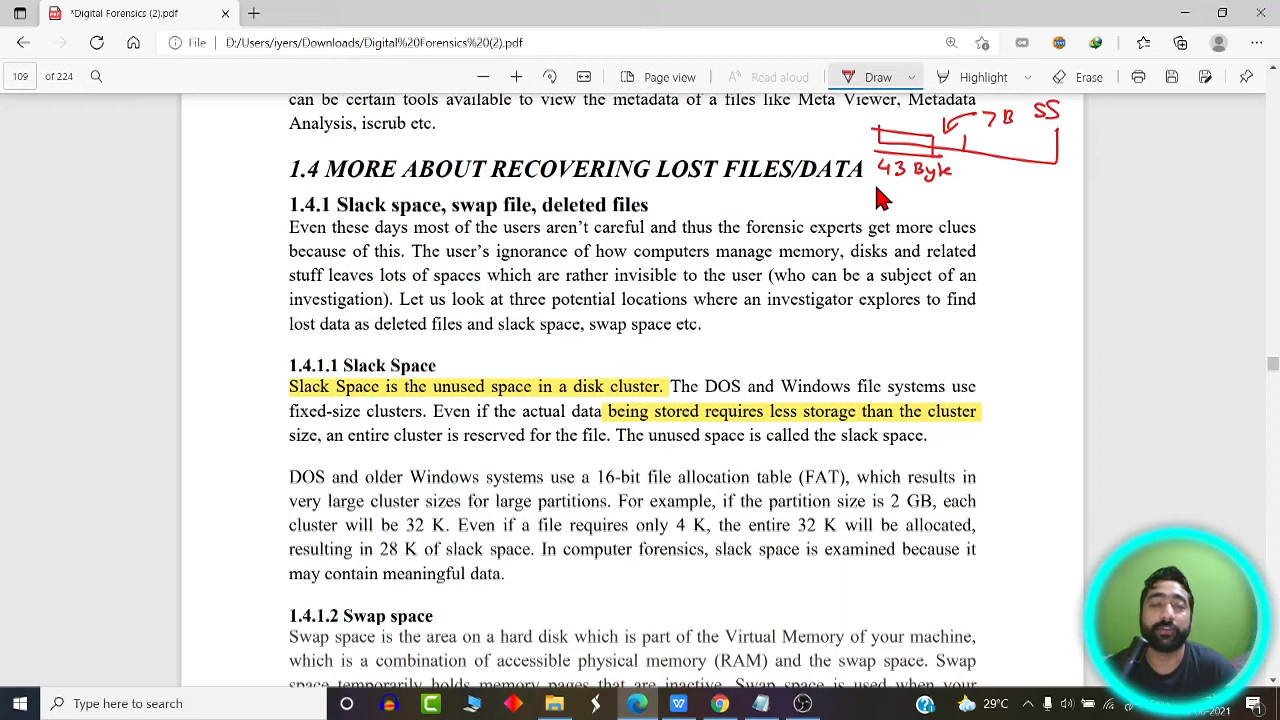 *Digital Forensics (2).pdf
File
D:/Users/iyers/Downloads/Digital%20Forensics%20(2).pdf
109 of 224
Page view
Read aloud
Draw
Highlight
Erase
can be certain tools available to view the metadata of a files like Meta Viewer, Metadata
Analysis, iscrub etc.
7 B SS
43 Byte
1.4 MORE ABOUT RECOVERING LOST FILES/DATA
1.4.1 Slack space, swap file, deleted files
Even these days most of the users aren't careful and thus the forensic experts get more clues
because of this. The user's ignorance of how computers manage memory, disks and related
stuff leaves lots of spaces which are rather invisible to the user (who can be a subject of an
investigation). Let us look at three potential locations where an investigator explores to find
lost data as deleted files and slack space, swap space etc.
1.4.1.1 Slack Space
Slack Space is the unused space in a disk cluster. The DOS and Windows file systems use
fixed-size clusters. Even if the actual data being stored requires less storage than the cluster
size, an entire cluster is reserved for the file. The unused space is called the slack space.
DOS and older Windows systems use a 16-bit file allocation table (FAT), which results in
very large cluster sizes for large partitions. For example, if the partition size is 2 GB, each
cluster will be 32 K. Even if a file requires only 4 K, the entire 32 K will be allocated,
resulting in 28 K of slack space. In computer forensics, slack space is examined because it
may contain meaningful data.
1.4.1.2 Swap space
Swap space is the area on a hard disk which is part of the Virtual Memory of your machine,
which is a combination of accessible physical memory (RAM) and the swap space. Swap
space temporarily holds memory pages that are inactive. Swap space is used when your
Type here to search
29°C